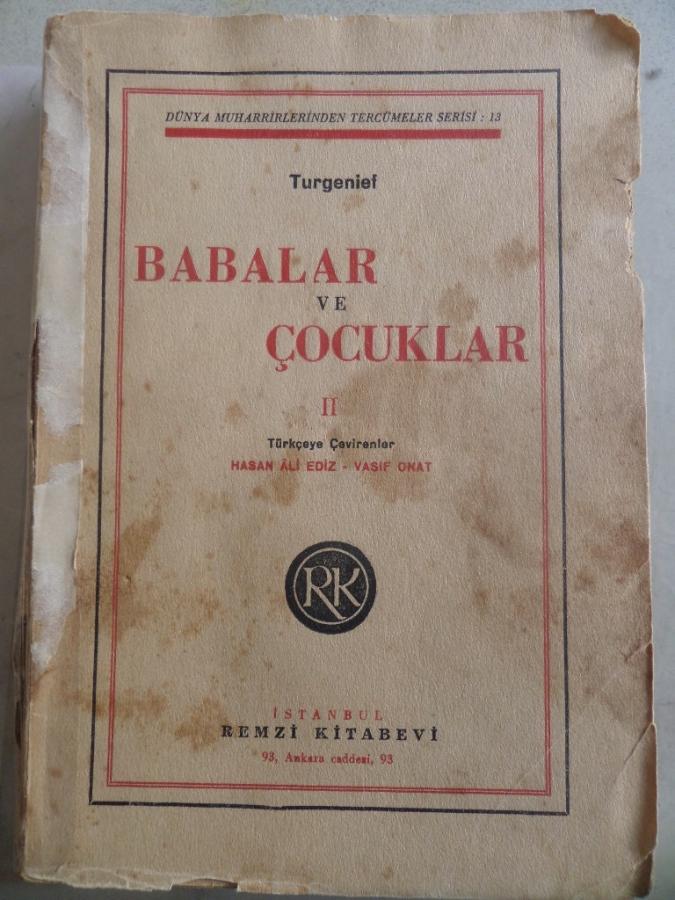 DÜNYA MUHARRİRLERİNDEN TERCÜMELER SERİSİ : 13
Turgenief
BABALAR
VE
ÇOCUKLAR
II
Türkçeye Çevirenler
HASAN ÂLİ EDİZ - VASIF ONAT
RK
İSTANBUL
REMZİ KİTABEVİ
93, Ankara caddesi, 93